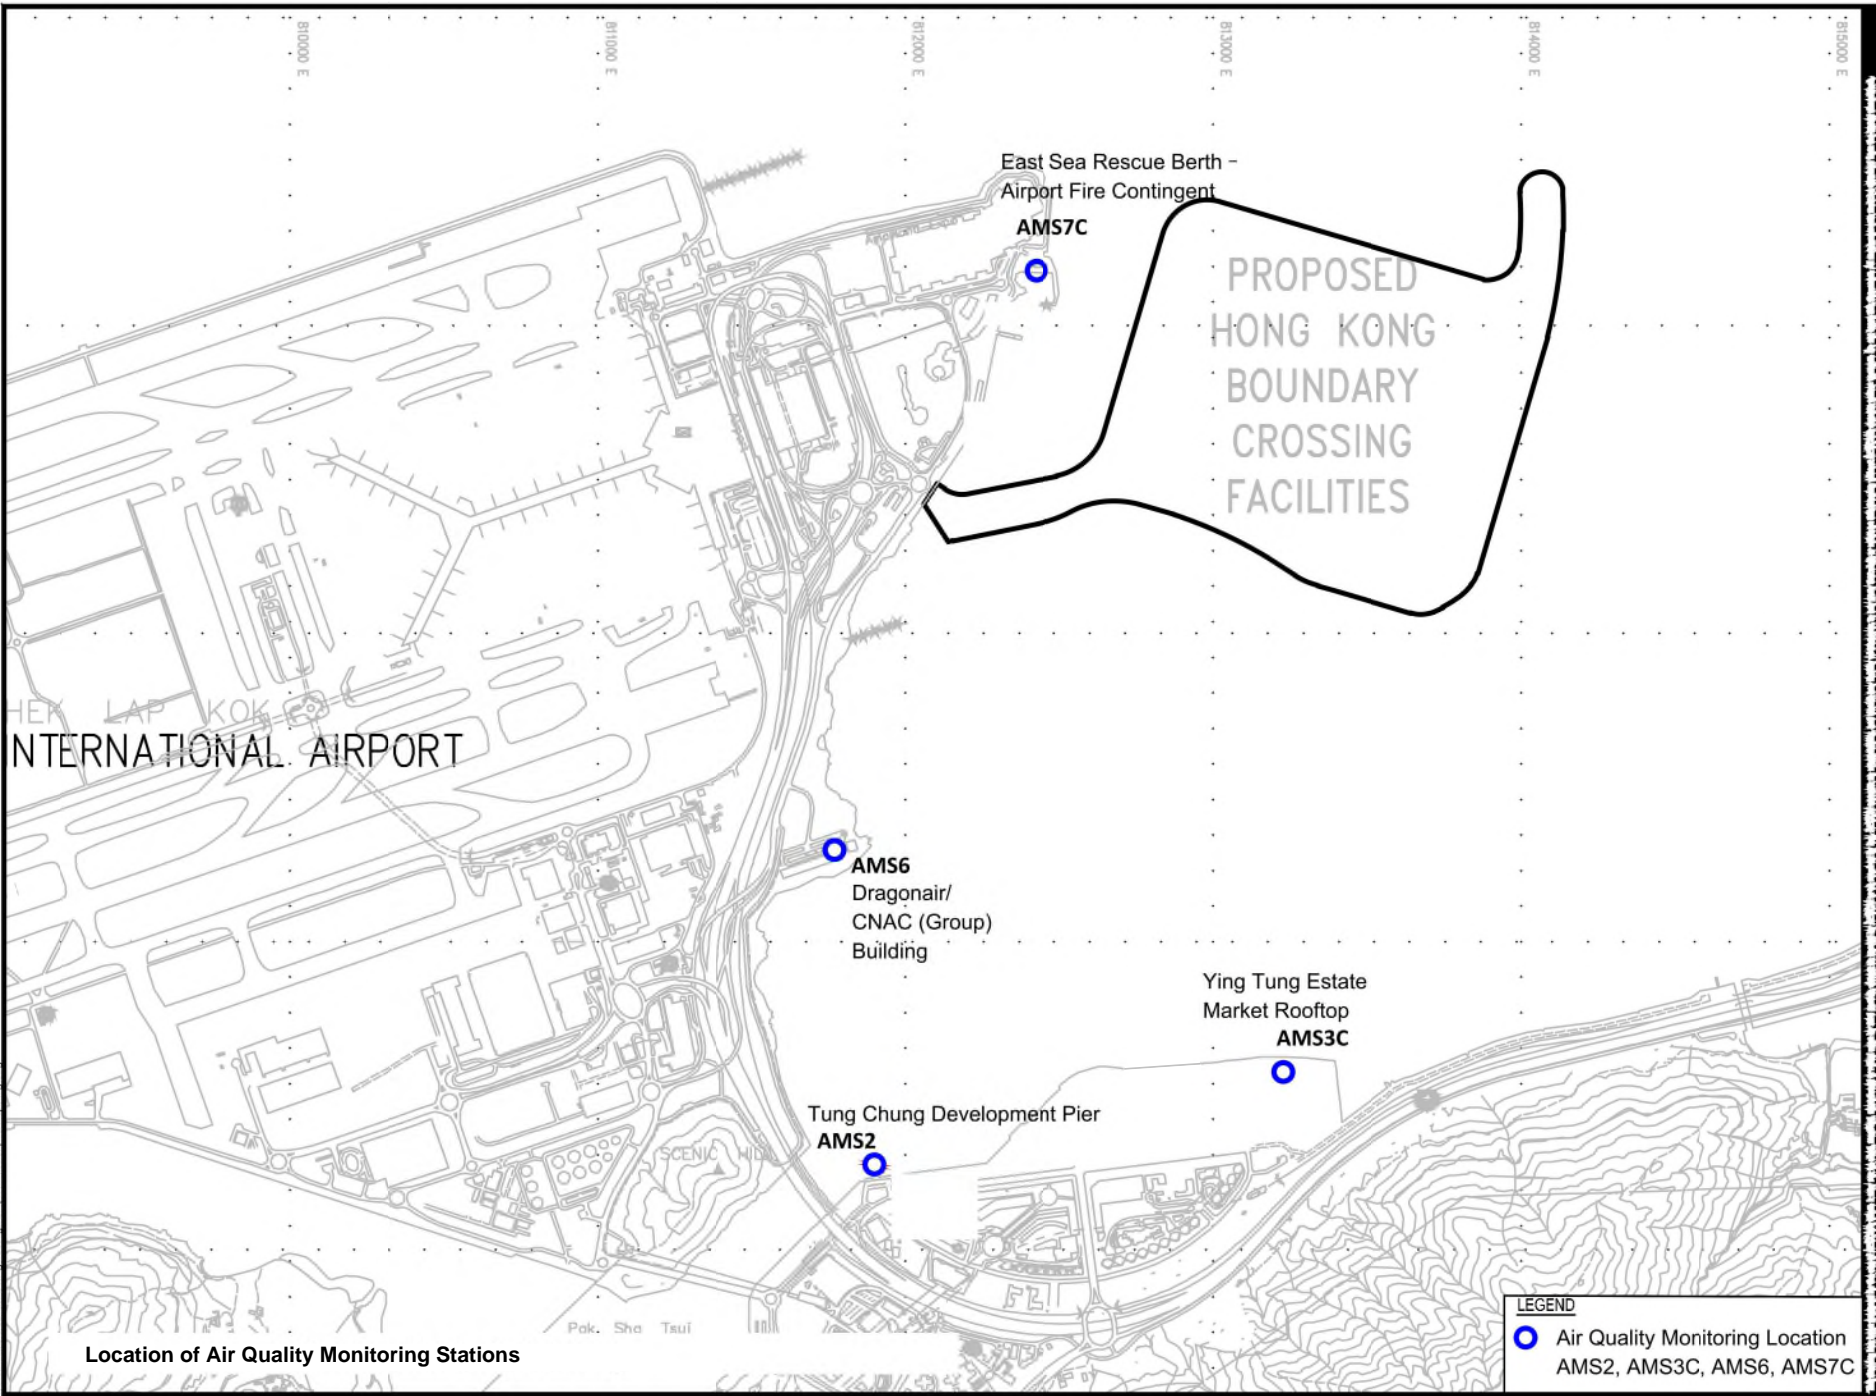 810000 E
811000 E
812000 E
813000 E
814000 E
815000 E
East Sea Rescue Berth -
Airport Fire Contingent
AMS7C
PROPOSED
HONG KONG
BOUNDARY
CROSSING
FACILITIES
HEK LAP KOK
INTERNATIONAL AIRPORT
AMS6
Dragonair/
CNAC (Group)
Building
Ying Tung Estate
Market Rooftop
AMS3C
Tung Chung Development Pier
AMS2
SCENIC HILL
Pok Sha Tsui
Location of Air Quality Monitoring Stations
LEGEND
Air Quality Monitoring Location
AMS2, AMS3C, AMS6, AMS7C